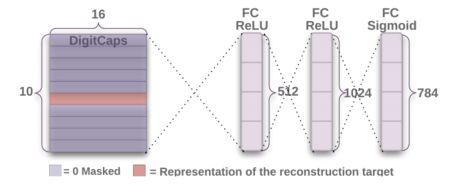 16
FC FC FC
ReLU ReLU Sigmoid
DigitCaps
10 512 1024 784
= 0 Masked = Representation of the reconstruction target